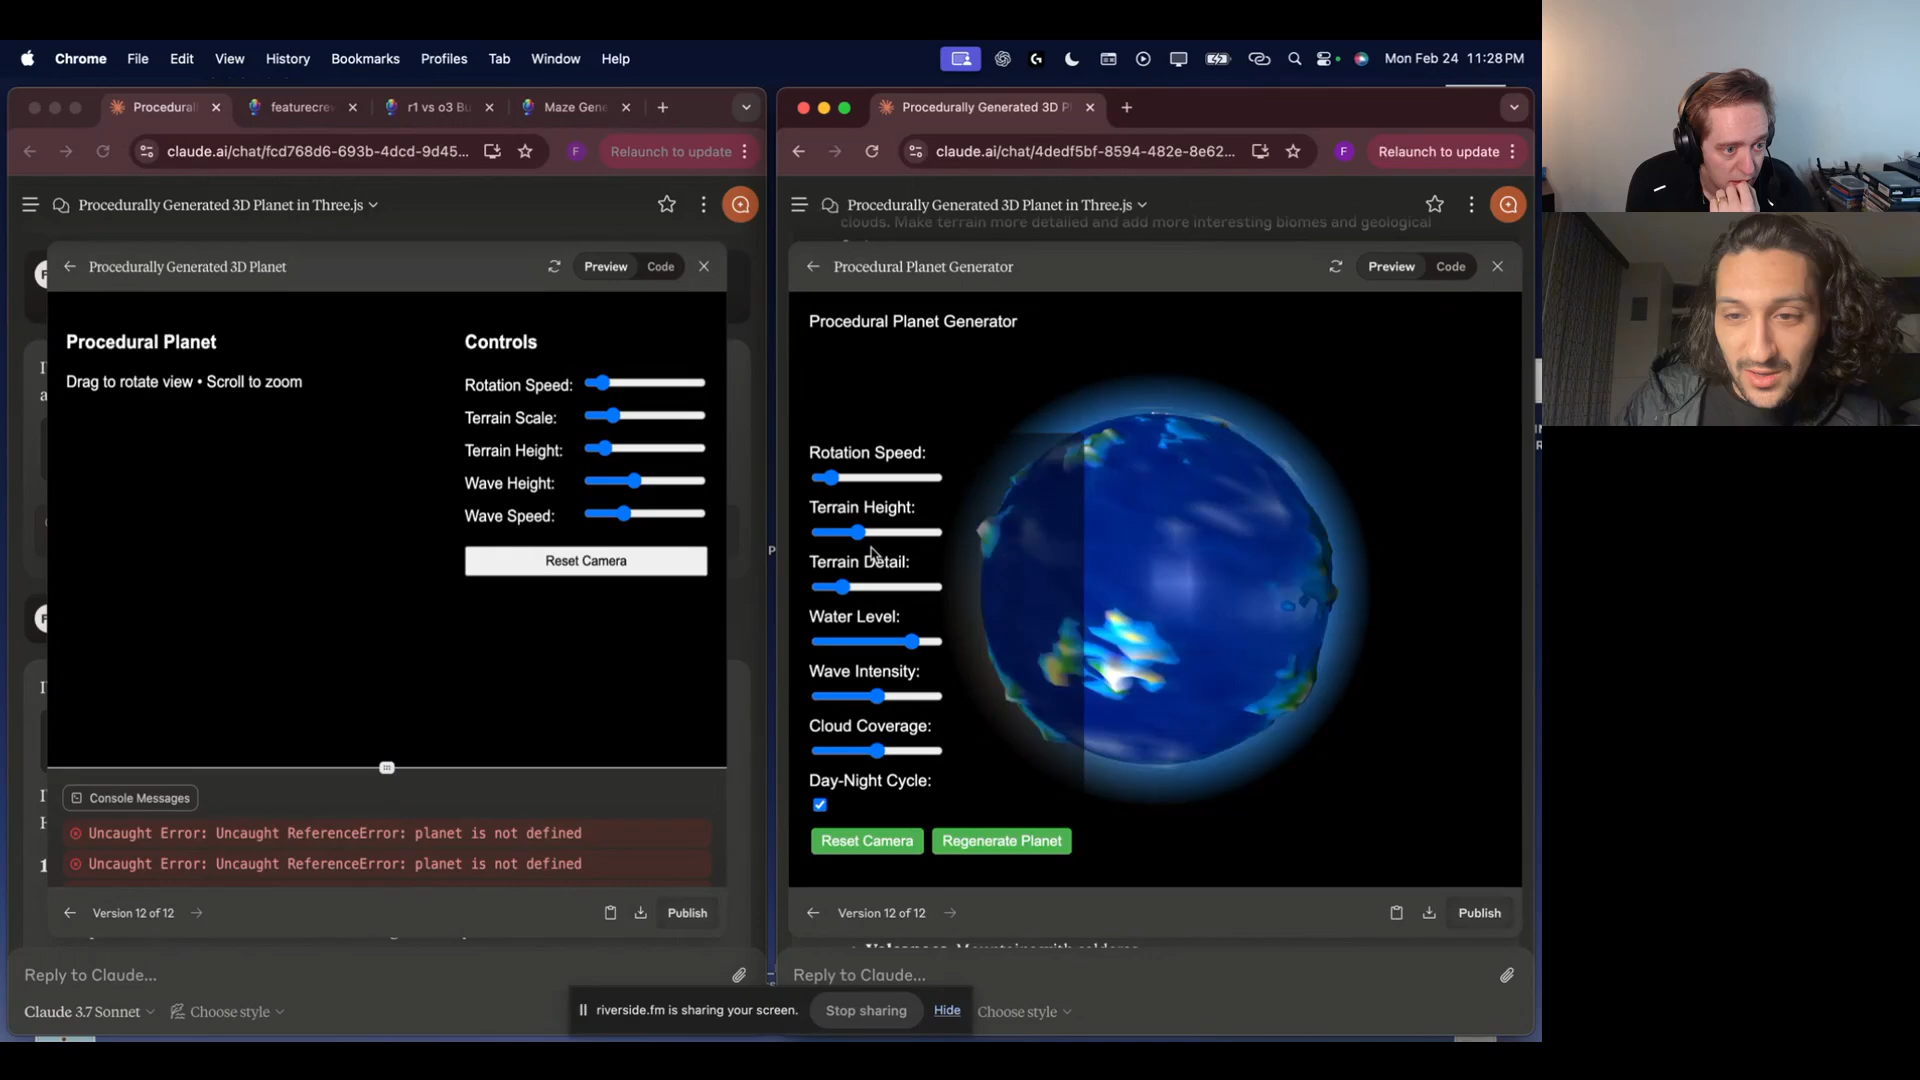 Chrome File Edit View History Bookmarks Profiles Tab Window Help
Mon Feb 24 11:28 PM
Procedural
featurecre
r1 vs o3 Bu
Maze Gene
claude.ai/chat/fcd768d6-693b-4dcd-9d45...
F
Relaunch to update
Procedurally Generated 3D Planet in Three.js
Procedurally Generated 3D Planet
Preview
Code
Procedural Planet
Drag to rotate view • Scroll to zoom
Controls
Rotation Speed:
Terrain Scale:
Terrain Height:
Wave Height:
Wave Speed:
Reset Camera
Console Messages
Uncaught Error: Uncaught ReferenceError: planet is not defined
Uncaught Error: Uncaught ReferenceError: planet is not defined
Version 12 of 12
Publish
Reply to Claude...
Claude 3.7 Sonnet
Choose style
Procedurally Generated 3D P
claude.ai/chat/4dedf5bf-8594-482e-8e62...
F
Relaunch to update
Procedurally Generated 3D Planet in Three.js
clouds. Make terrain more detailed and add more interesting biomes and geological
Procedural Planet Generator
Preview
Code
Procedural Planet Generator
Rotation Speed:
Terrain Height:
Terrain Detail:
Water Level:
Wave Intensity:
Cloud Coverage:
Day-Night Cycle:
Reset Camera
Regenerate Planet
Version 12 of 12
Publish
Reply to Claude...
Choose style
riverside.fm is sharing your screen.
Stop sharing
Hide